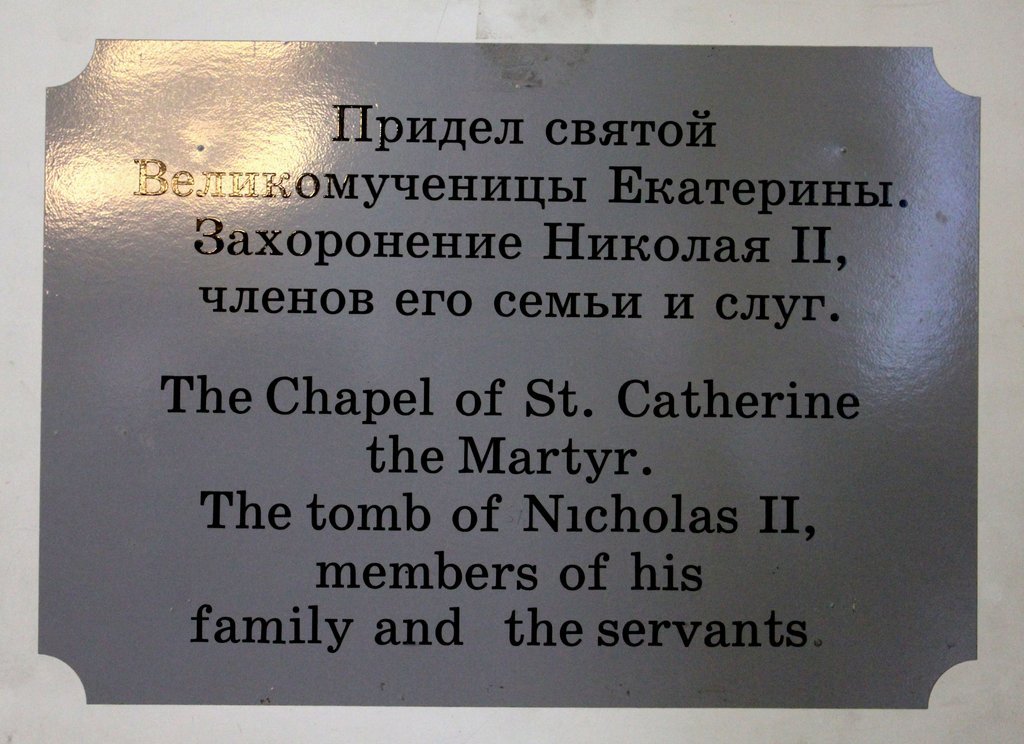 Придел святой
Великомученицы Екатерины.
Захоронение Николая II,
членов его семьи и слуг.
The Chapel of St. Catherine
the Martyr.
The tomb of Nicholas II,
members of his
family and the servants.